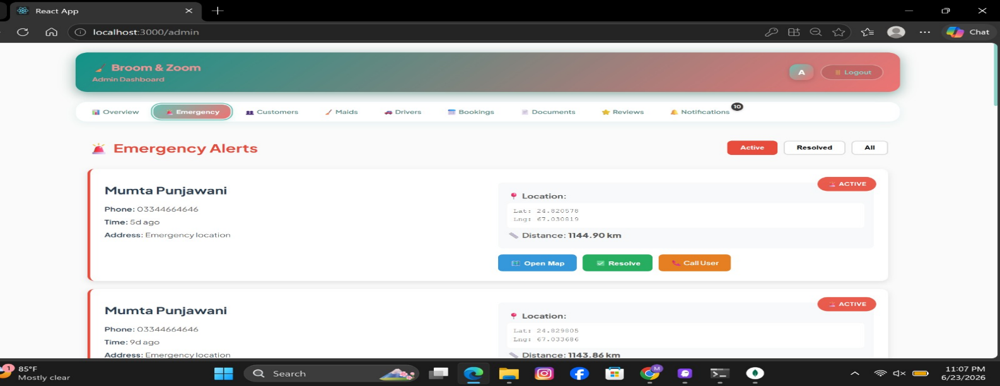 React App
localhost:3000/admin
Chat
Broom & Zoom
Admin Dashboard
A
Logout
Overview
Emergency
Customers
Maids
Drivers
Bookings
Documents
Reviews
Notifications
10
Emergency Alerts
Active
Resolved
All
Mumta Punjawani
Phone: 03344664646
Time: 5d ago
Address: Emergency location
ACTIVE
Location:
Lat: 24.820578
Lng: 67.030819
Distance: 1144.90 km
Open Map
Resolve
Call User
Mumta Punjawani
Phone: 03344664646
Time: 9d ago
Address: Emergency location
ACTIVE
Location:
Lat: 24.829805
Lng: 67.033686
Distance: 1143.86 km
1
85°F
Mostly clear
Search
M
11:07 PM
6/23/2026